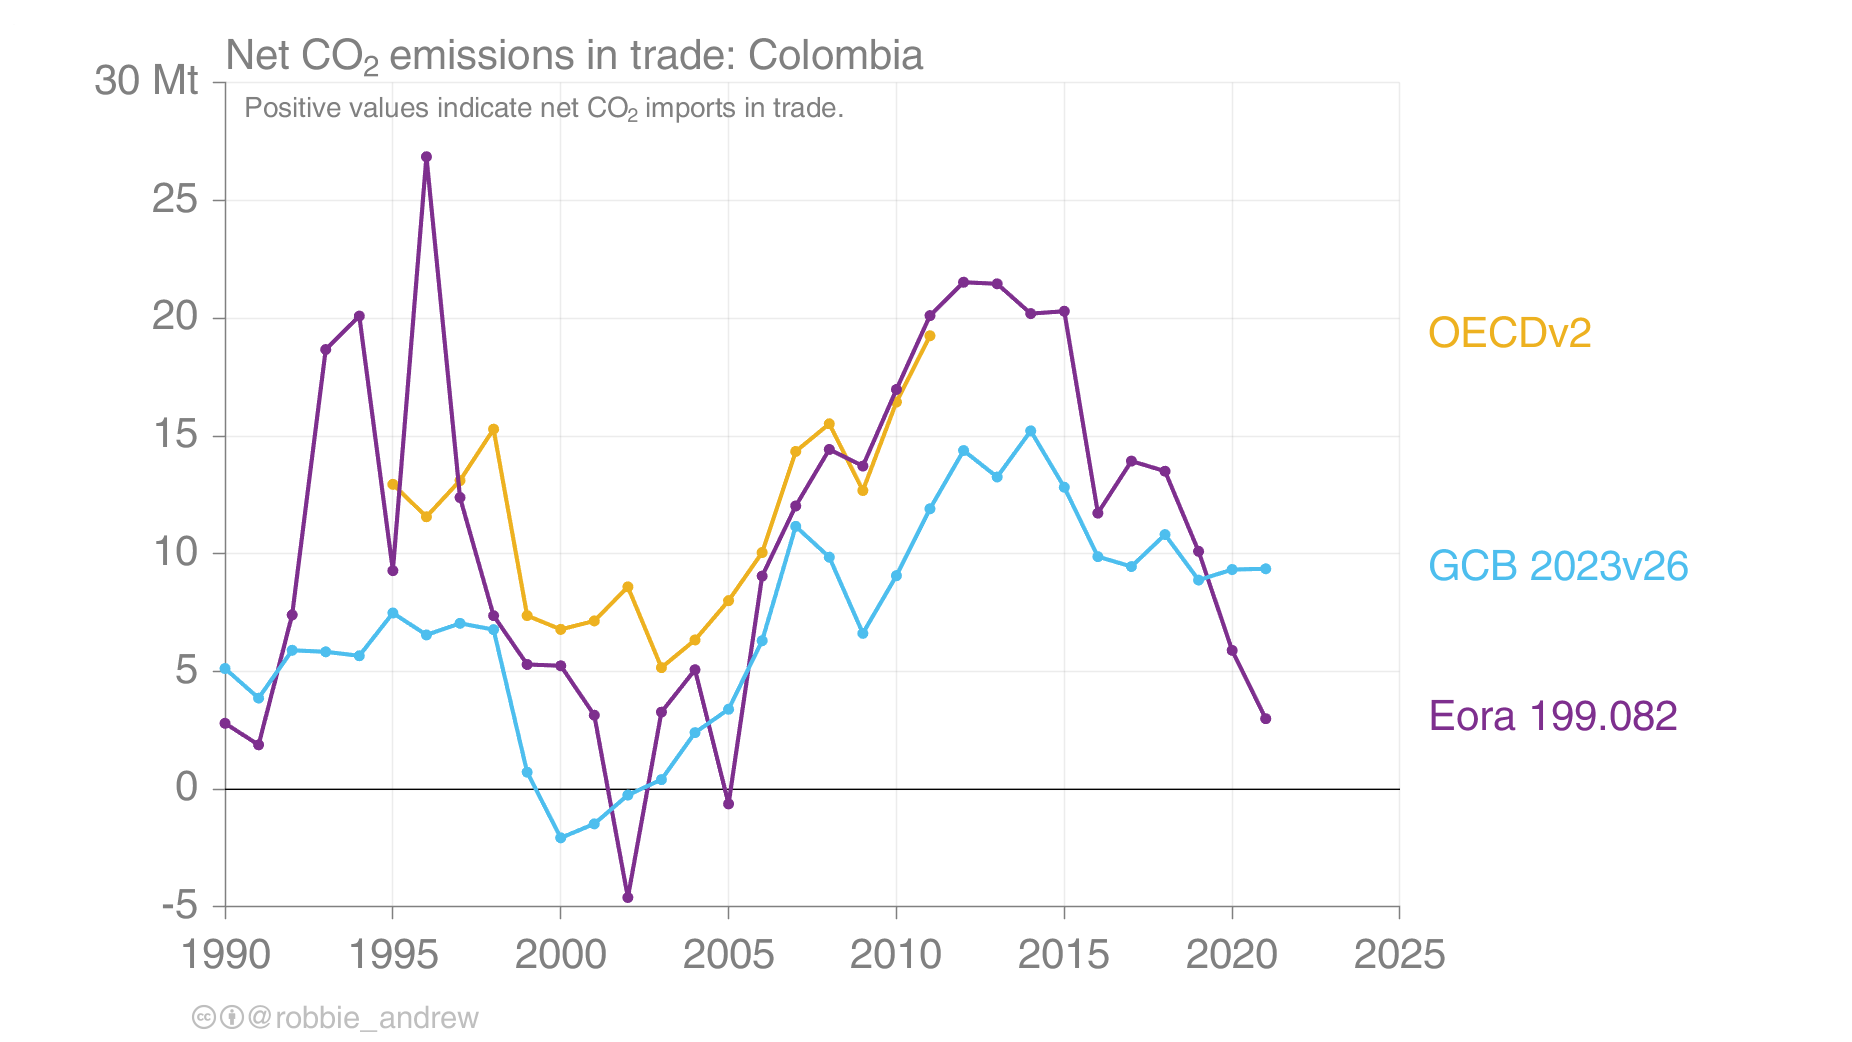 Net CO₂ emissions in trade: Colombia
30 Mt
Positive values indicate net CO₂ imports in trade.
25
20
OECDv2
15
10
GCB 2023v26
5
Eora 199.082
0
-5
1990 1995 2000 2005 2010 2015 2020 2025
@robbie_andrew